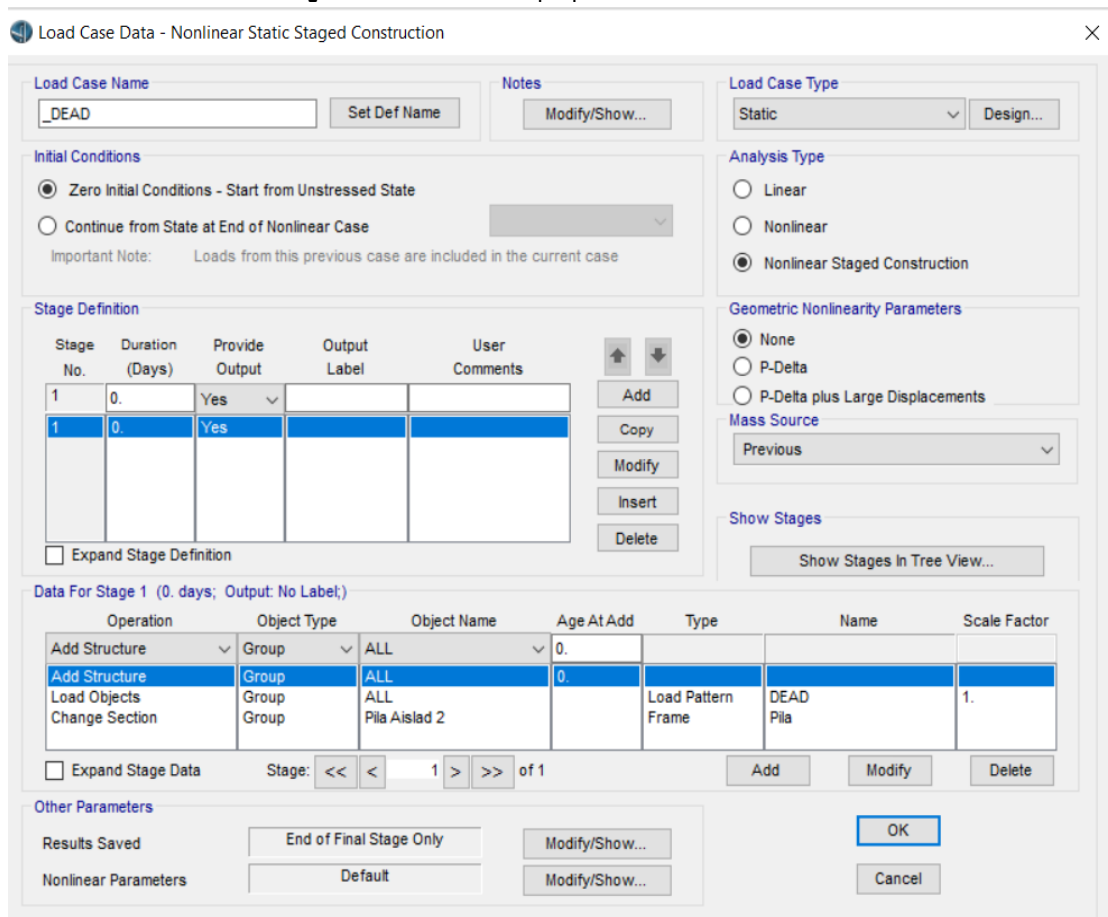 Load Case Data - Nonlinear Static Staged Construction
Load Case Name
_DEAD
Set Def Name
Notes
Modify/Show...
Load Case Type
Static
Design...
Initial Conditions
Zero Initial Conditions - Start from Unstressed State
Continue from State at End of Nonlinear Case
Important Note: Loads from this previous case are included in the current case
Analysis Type
Linear
Nonlinear
Nonlinear Staged Construction
Stage Definition
Stage No. Duration (Days) Provide Output Output Label User Comments
1 0. Yes
1 0. Yes
Add
Copy
Modify
Insert
Delete
Expand Stage Definition
Geometric Nonlinearity Parameters
None
P-Delta
P-Delta plus Large Displacements
Mass Source
Previous
Show Stages
Show Stages In Tree View...
Data For Stage 1 (0. days; Output: No Label;)
Operation Object Type Object Name Age At Add Type Name Scale Factor
Add Structure Group ALL 0.
Add Structure Group ALL 0.
Load Objects Group ALL Load Pattern DEAD 1.
Change Section Group Pila Aislad 2 Frame Pila
Expand Stage Data Stage: << < 1 > >> of 1 Add Modify Delete
Other Parameters
Results Saved End of Final Stage Only Modify/Show...
Nonlinear Parameters Default Modify/Show...
OK
Cancel